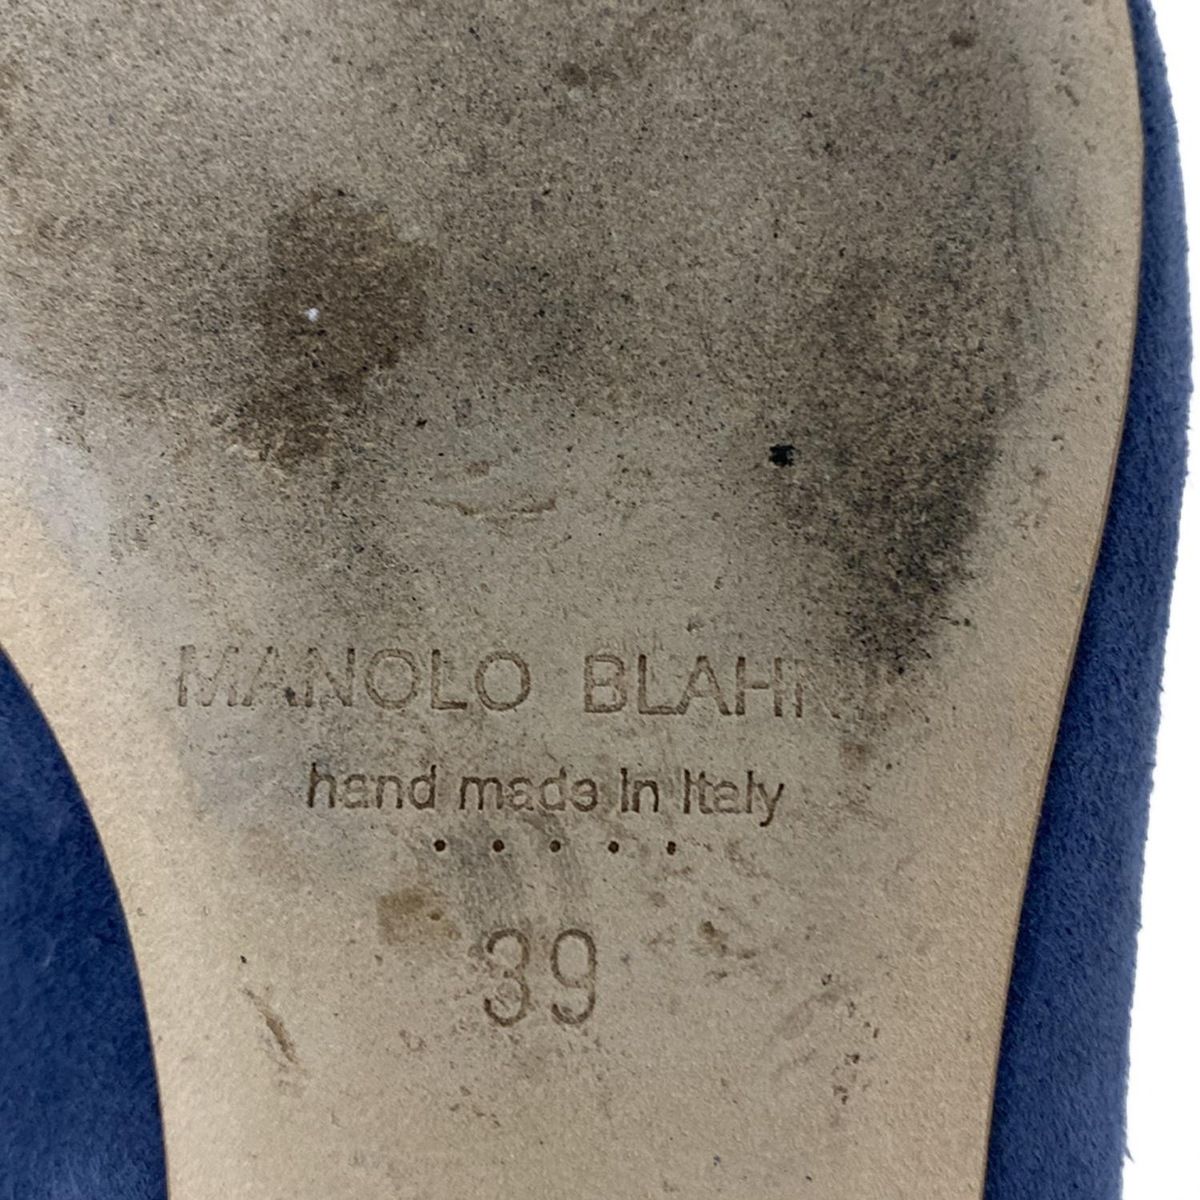 MANOLO BLAHNIK
hand made in Italy
. . . . .
39